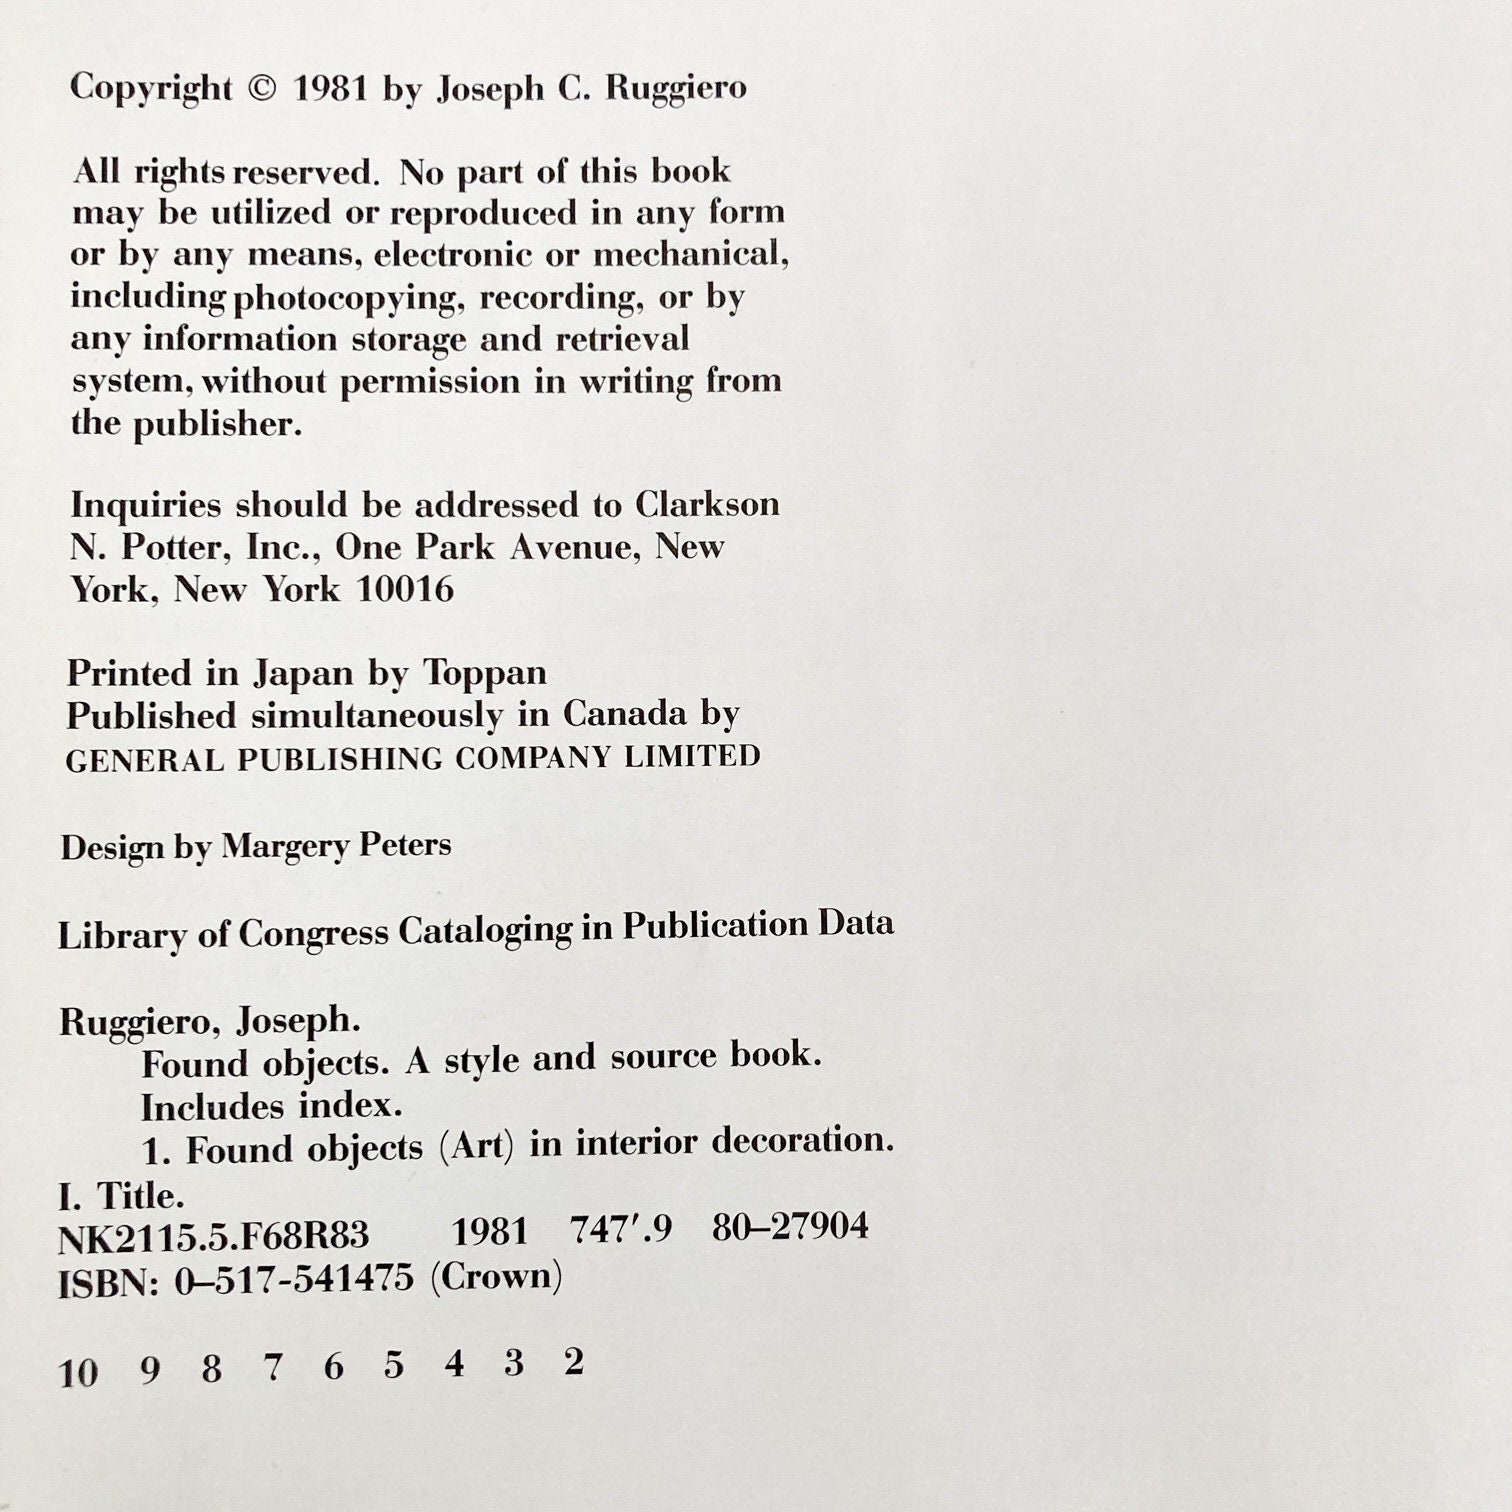 Copyright © 1981 by Joseph C. Ruggiero
All rights reserved. No part of this book
may be utilized or reproduced in any form
or by any means, electronic or mechanical,
including photocopying, recording, or by
any information storage and retrieval
system, without permission in writing from
the publisher.
Inquiries should be addressed to Clarkson
N. Potter, Inc., One Park Avenue, New
York, New York 10016
Printed in Japan by Toppan
Published simultaneously in Canada by
GENERAL PUBLISHING COMPANY LIMITED
Design by Margery Peters
Library of Congress Cataloging in Publication Data
Ruggiero, Joseph.
Found objects. A style and source book.
Includes index.
1. Found objects (Art) in interior decoration.
I. Title.
NK2115.5.F68R83 1981 747′.9 80–27904
ISBN: 0–517-541475 (Crown)
10 9 8 7 6 5 4 3 2